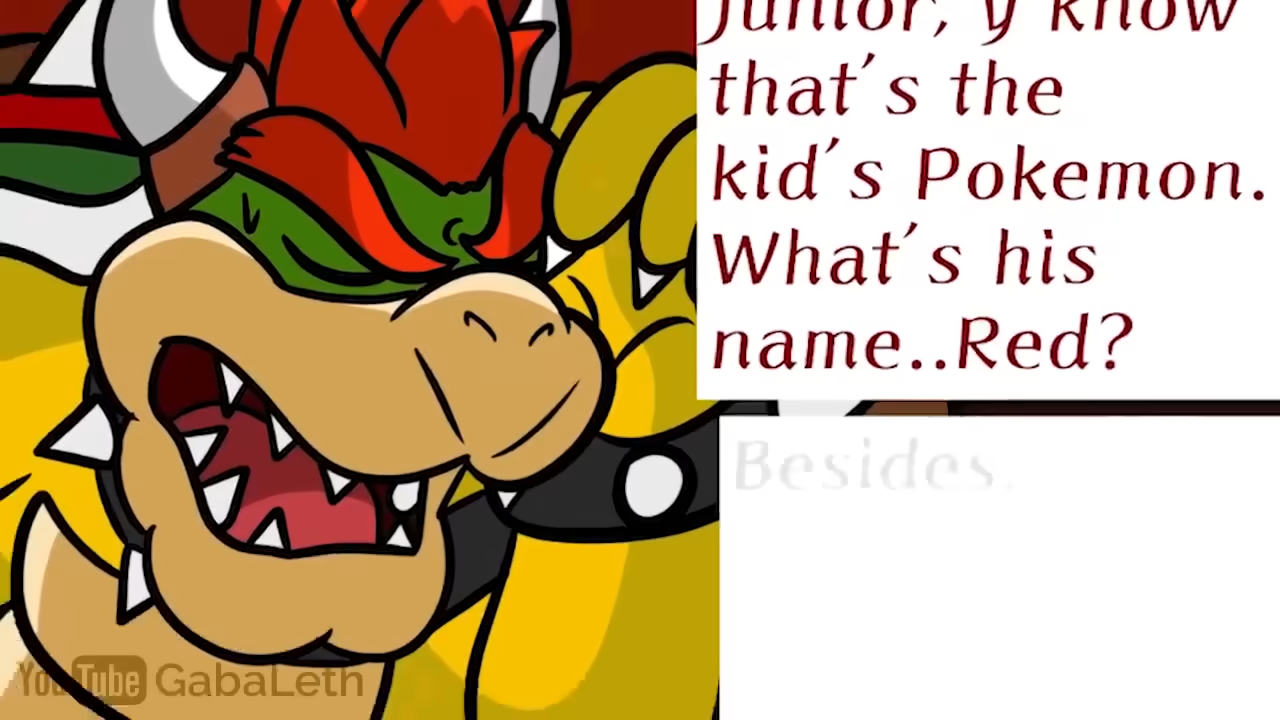 Junior, y'know
that's the
kid's Pokemon.
What's his
name..Red?
Besides.
YouTube GabaLeth